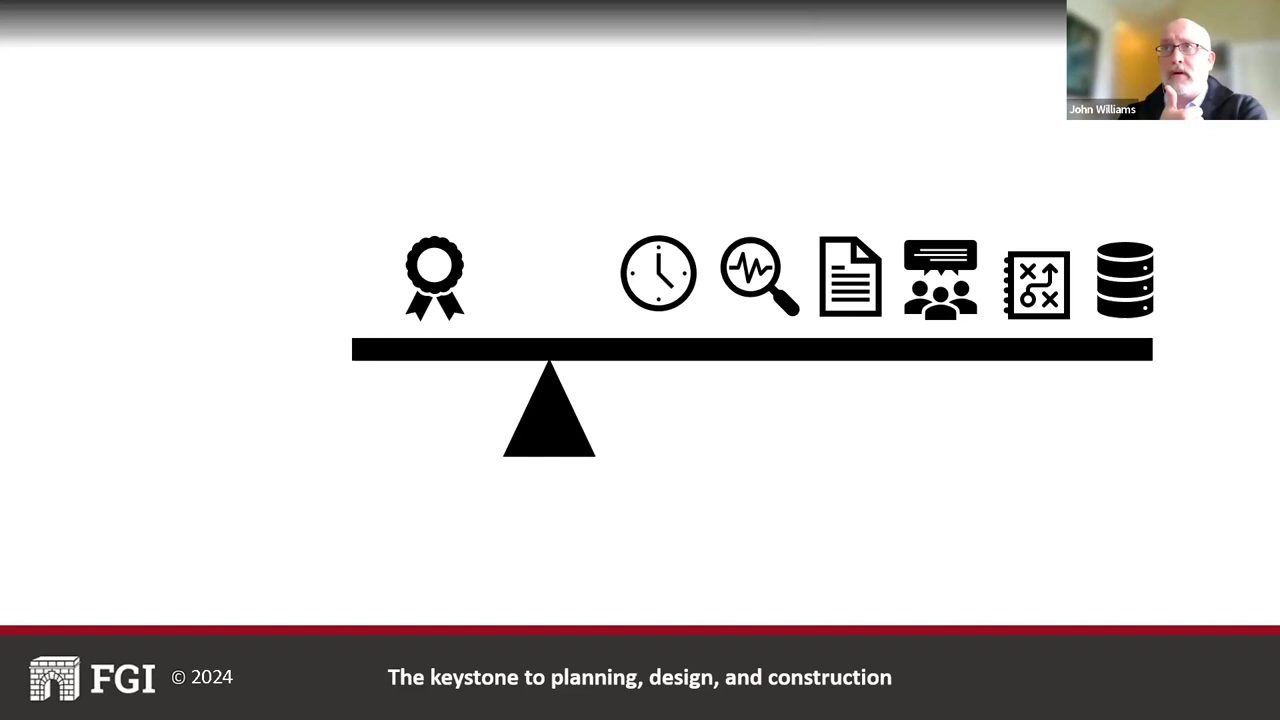 John Williams
FGI © 2024
The keystone to planning, design, and construction